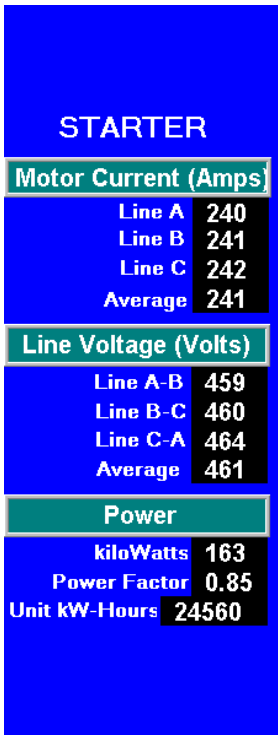 STARTER
Motor Current (Amps)
Line A 240
Line B 241
Line C 242
Average 241
Line Voltage (Volts)
Line A-B 459
Line B-C 460
Line C-A 464
Average 461
Power
kiloWatts 163
Power Factor 0.85
Unit kW-Hours 24560